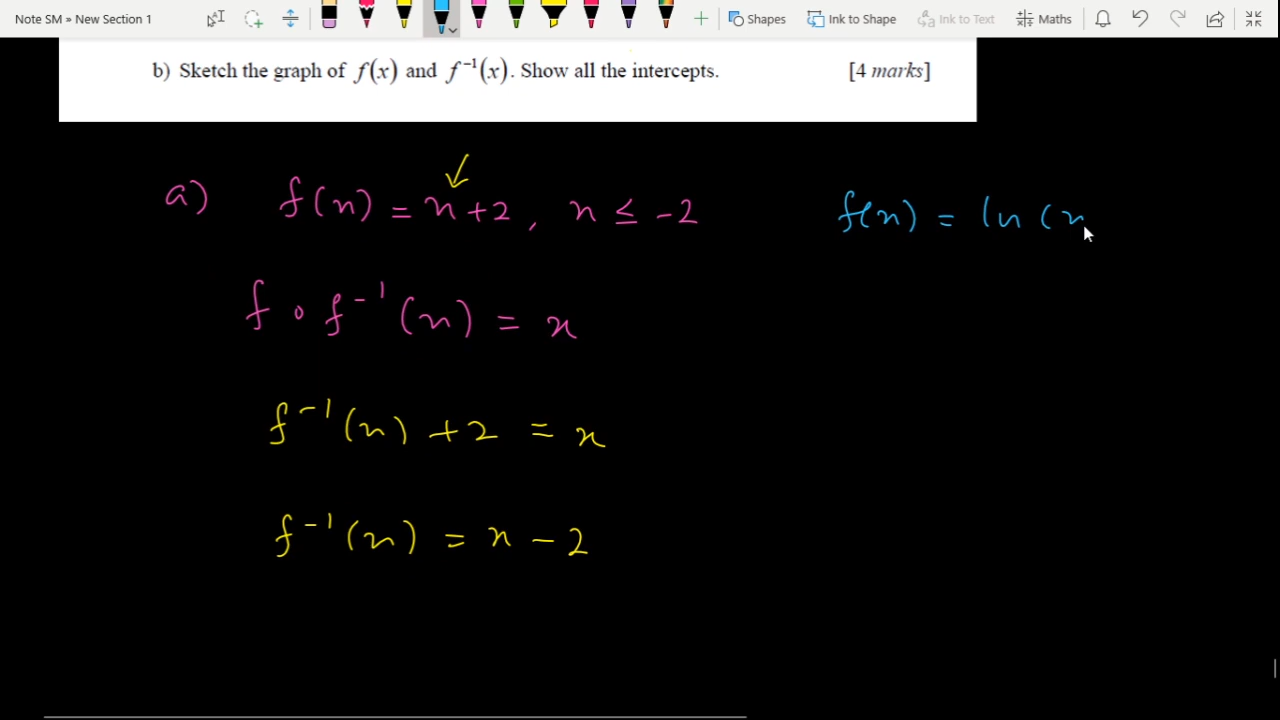 Note SM » New Section 1
Shapes Ink to Shape Ink to Text Maths
b) Sketch the graph of f(x) and f⁻¹(x). Show all the intercepts. [4 marks]
a) f(x) = x + 2, x ≤ -2
f(x) = ln (x
f ∘ f⁻¹(x) = x
f⁻¹(x) + 2 = x
f⁻¹(x) = x - 2